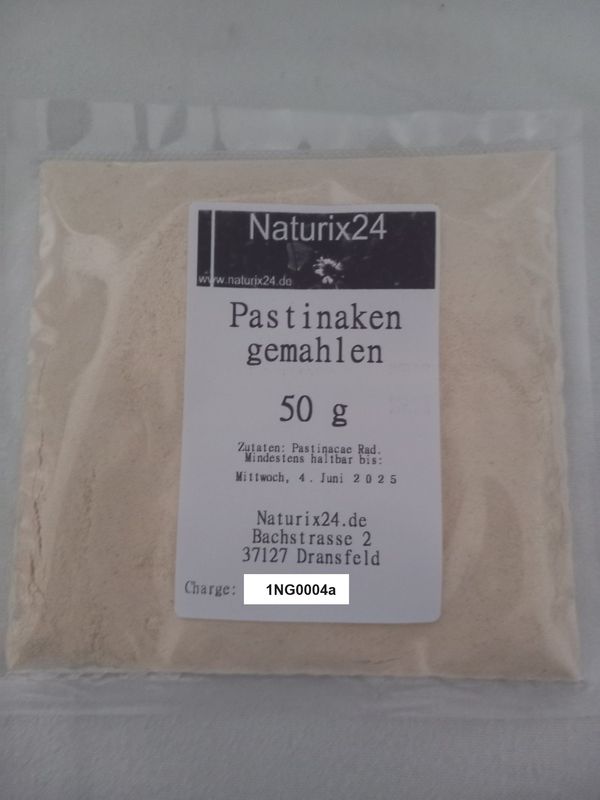 Naturix24
www.naturix24.de
Pastinaken
gemahlen
50 g
Zutaten: Pastinacae Rad.
Mindestens haltbar bis:
Mittwoch, 4. Juni 2025
Naturix24.de
Bachstrasse 2
37127 Dransfeld
Charge: 1NG0004a